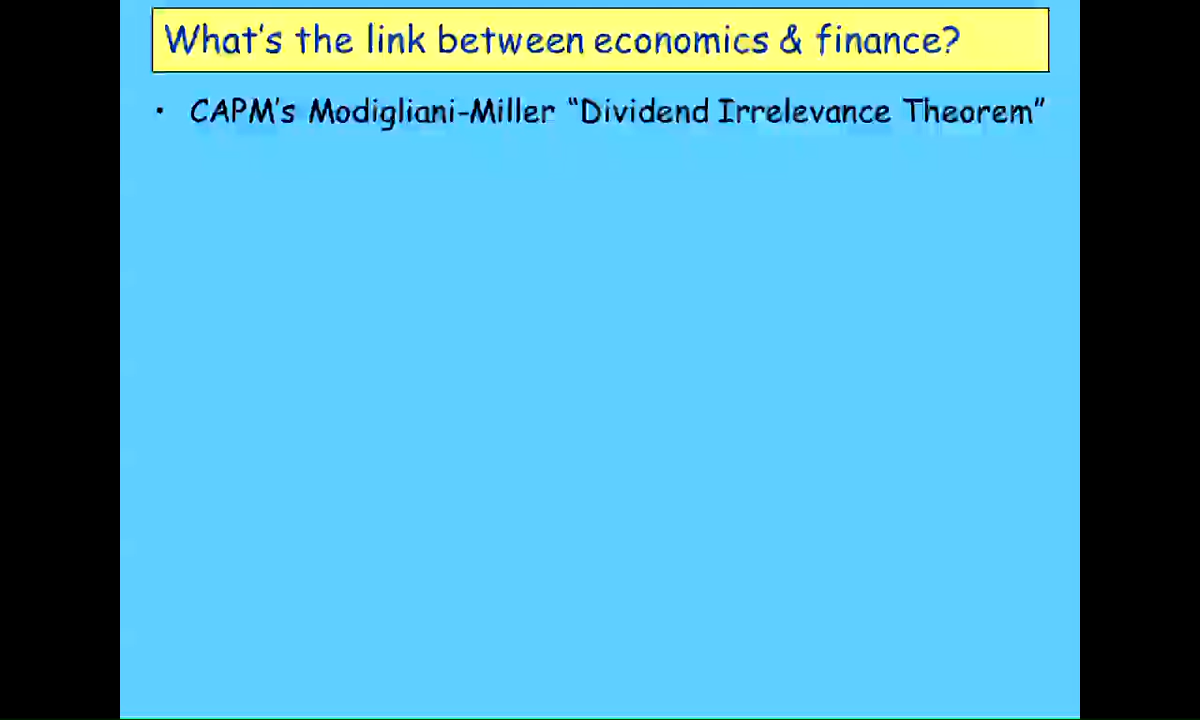 What's the link between economics & finance?
• CAPM's Modigliani-Miller “Dividend Irrelevance Theorem”